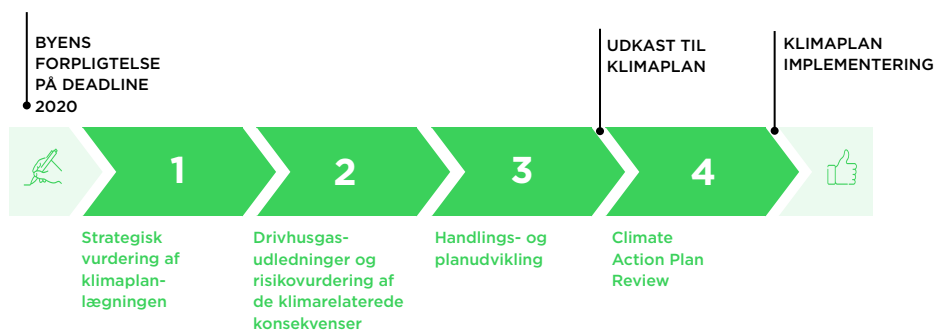 BYENS
FORPLIGTELSE
PÅ DEADLINE
2020
UDKAST TIL
KLIMAPLAN
KLIMAPLAN
IMPLEMENTERING
1
2
3
4
Strategisk
vurdering af
klimaplan-
lægningen
Drivhusgas-
udledninger og
risikovurdering af
de klimarelaterede
konsekvenser
Handlings- og
planudvikling
Climate
Action Plan
Review